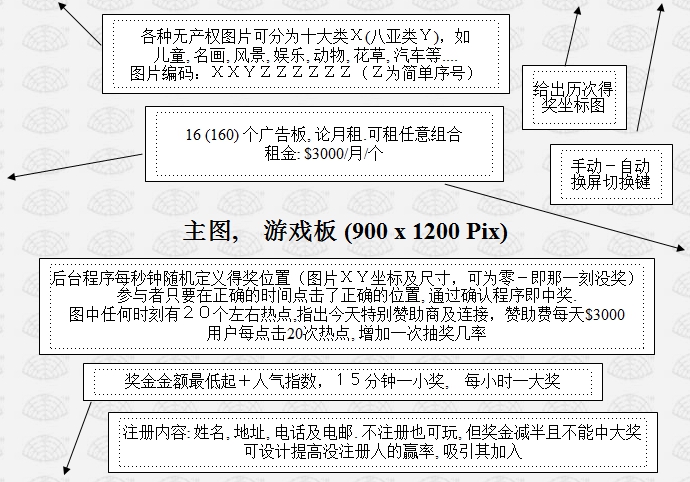 各种无产权图片可分为十大类Ｘ(八亚类Ｙ)，如
儿童, 名画, 风景, 娱乐, 动物, 花草, 汽车等....
图片编码：ＸＸＹＺＺＺＺＺＺ（Ｚ为简单序号）
给出历次得
奖坐标图
16 (160) 个广告板, 论月租.可租任意组合
租金: $3000/月/个
手动－自动
换屏切换键
主图， 游戏板 (900 x 1200 Pix)
后台程序每秒钟随机定义得奖位置（图片ＸＹ坐标及尺寸，可为零－即那一刻没奖）
参与者只要在正确的时间点击了正确的位置, 通过确认程序即中奖.
图中任何时刻有２０个左右热点,指出今天特别赞助商及连接，赞助费每天$3000
用户每点击20次热点, 增加一次抽奖几率
奖金金额最低起＋人气指数，１５分钟一小奖， 每小时一大奖
注册内容: 姓名, 地址, 电话及电邮. 不注册也可玩, 但奖金减半且不能中大奖
可设计提高没注册人的赢率, 吸引其加入